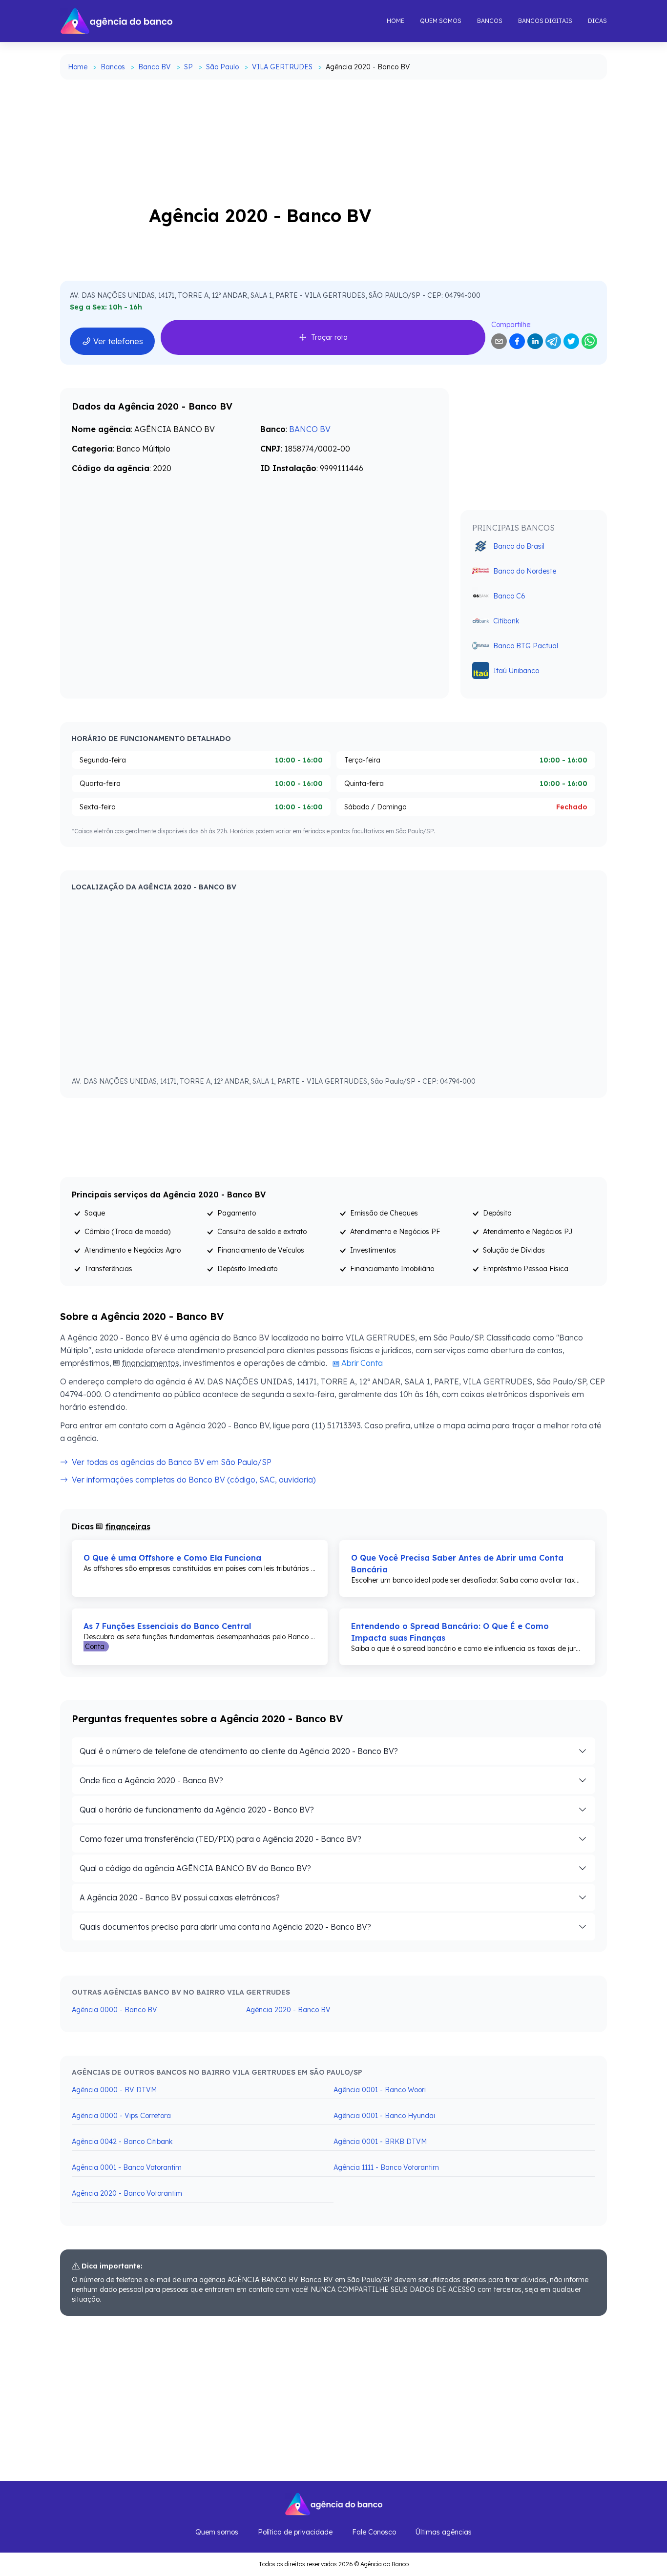 agência do banco
HOME QUEM SOMOS BANCOS BANCOS DIGITAIS DICAS
Home > Bancos > Banco BV > SP > São Paulo > VILA GERTRUDES > Agência 2020 - Banco BV
Agência 2020 - Banco BV
AV. DAS NAÇÕES UNIDAS, 14171, TORRE A, 12º ANDAR, SALA 1, PARTE - VILA GERTRUDES, SÃO PAULO/SP - CEP: 04794-000
Seg a Sex: 10h - 16h
Ver telefones
Traçar rota
Compartilhe:
Dados da Agência 2020 - Banco BV
Nome agência: AGÊNCIA BANCO BV
Banco: BANCO BV
Categoria: Banco Múltiplo
CNPJ: 1858774/0002-00
Código da agência: 2020
ID Instalação: 9999111446
PRINCIPAIS BANCOS
Banco do Brasil
Banco do Nordeste
Banco C6
Citibank
Banco BTG Pactual
Itaú Unibanco
HORÁRIO DE FUNCIONAMENTO DETALHADO
Segunda-feira 10:00 - 16:00
Terça-feira 10:00 - 16:00
Quarta-feira 10:00 - 16:00
Quinta-feira 10:00 - 16:00
Sexta-feira 10:00 - 16:00
Sábado / Domingo Fechado
*Caixas eletrônicos geralmente disponíveis das 6h às 22h. Horários podem variar em feriados e pontos facultativos em São Paulo/SP.
LOCALIZAÇÃO DA AGÊNCIA 2020 - BANCO BV
AV. DAS NAÇÕES UNIDAS, 14171, TORRE A, 12º ANDAR, SALA 1, PARTE - VILA GERTRUDES, São Paulo/SP - CEP: 04794-000
Principais serviços da Agência 2020 - Banco BV
Saque Pagamento Emissão de Cheques Depósito
Câmbio (Troca de moeda) Consulta de saldo e extrato Atendimento e Negócios PF Atendimento e Negócios PJ
Atendimento e Negócios Agro Financiamento de Veículos Investimentos Solução de Dívidas
Transferências Depósito Imediato Financiamento Imobiliário Empréstimo Pessoa Física
Sobre a Agência 2020 - Banco BV
A Agência 2020 - Banco BV é uma agência do Banco BV localizada no bairro VILA GERTRUDES, em São Paulo/SP. Classificada como "Banco
Múltiplo", esta unidade oferece atendimento presencial para clientes pessoas físicas e jurídicas, com serviços como abertura de contas,
empréstimos, financiamentos, investimentos e operações de câmbio. Abrir Conta
O endereço completo da agência é AV. DAS NAÇÕES UNIDAS, 14171, TORRE A, 12º ANDAR, SALA 1, PARTE, VILA GERTRUDES, São Paulo/SP, CEP
04794-000. O atendimento ao público acontece de segunda a sexta-feira, geralmente das 10h às 16h, com caixas eletrônicos disponíveis em
horário estendido.
Para entrar em contato com a Agência 2020 - Banco BV, ligue para (11) 51713393. Caso prefira, utilize o mapa acima para traçar a melhor rota até
a agência.
Ver todas as agências do Banco BV em São Paulo/SP
Ver informações completas do Banco BV (código, SAC, ouvidoria)
Dicas financeiras
O Que é uma Offshore e Como Ela Funciona
As offshores são empresas constituídas em países com leis tributárias ...
O Que Você Precisa Saber Antes de Abrir uma Conta
Bancária
Escolher um banco ideal pode ser desafiador. Saiba como avaliar tax...
As 7 Funções Essenciais do Banco Central
Descubra as sete funções fundamentais desempenhadas pelo Banco ...
Conta
Entendendo o Spread Bancário: O Que É e Como
Impacta suas Finanças
Saiba o que é o spread bancário e como ele influencia as taxas de jur...
Perguntas frequentes sobre a Agência 2020 - Banco BV
Qual é o número de telefone de atendimento ao cliente da Agência 2020 - Banco BV?
Onde fica a Agência 2020 - Banco BV?
Qual o horário de funcionamento da Agência 2020 - Banco BV?
Como fazer uma transferência (TED/PIX) para a Agência 2020 - Banco BV?
Qual o código da agência AGÊNCIA BANCO BV do Banco BV?
A Agência 2020 - Banco BV possui caixas eletrônicos?
Quais documentos preciso para abrir uma conta na Agência 2020 - Banco BV?
OUTRAS AGÊNCIAS BANCO BV NO BAIRRO VILA GERTRUDES
Agência 0000 - Banco BV
Agência 2020 - Banco BV
AGÊNCIAS DE OUTROS BANCOS NO BAIRRO VILA GERTRUDES EM SÃO PAULO/SP
Agência 0000 - BV DTVM
Agência 0001 - Banco Woori
Agência 0000 - Vips Corretora
Agência 0001 - Banco Hyundai
Agência 0042 - Banco Citibank
Agência 0001 - BRKB DTVM
Agência 0001 - Banco Votorantim
Agência 1111 - Banco Votorantim
Agência 2020 - Banco Votorantim
Dica importante:
O número de telefone e e-mail de uma agência AGÊNCIA BANCO BV Banco BV em São Paulo/SP devem ser utilizados apenas para tirar dúvidas, não informe
nenhum dado pessoal para pessoas que entrarem em contato com você! NUNCA COMPARTILHE SEUS DADOS DE ACESSO com terceiros, seja em qualquer
situação.
agência do banco
Quem somos Política de privacidade Fale Conosco Últimas agências
Todos os direitos reservados 2026 © Agência do Banco